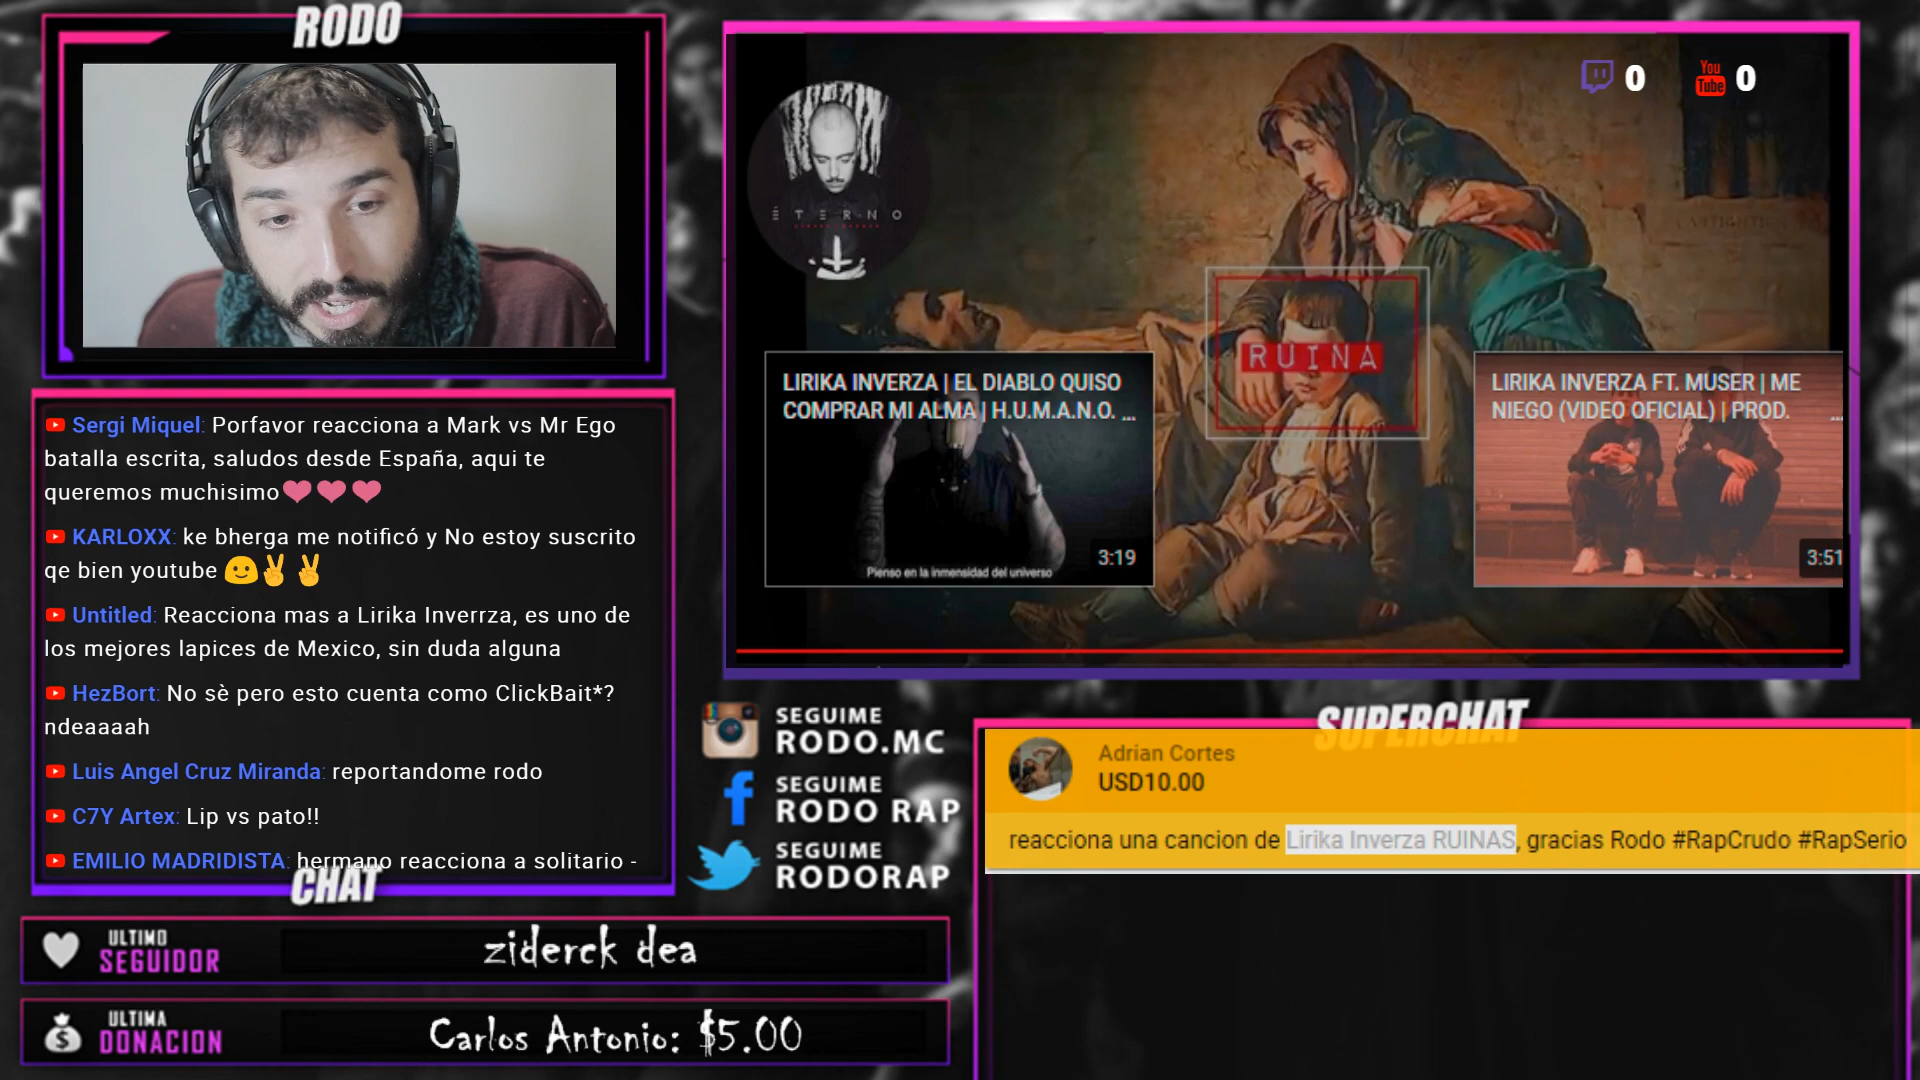 RODO
Sergi Miquel: Porfavor reacciona a Mark vs Mr Ego
batalla escrita, saludos desde España, aqui te
queremos muchisimo
KARLOXX: ke bherga me notificó y No estoy suscrito
qe bien youtube
Untitled: Reacciona mas a Lirika Inverrza, es uno de
los mejores lapices de Mexico, sin duda alguna
HezBort: No sè pero esto cuenta como ClickBait*?
ndeaaaah
Luis Angel Cruz Miranda: reportandome rodo
C7Y Artex: Lip vs pato!!
EMILIO MADRIDISTA: hermano reacciona a solitario -
CHAT
ULTIMO
SEGUIDOR
ziderck dea
ULTIMA
DONACION
Carlos Antonio: $5.00
0
You
Tube
0
ÉTERNO
RUINA
LIRIKA INVERZA | EL DIABLO QUISO
COMPRAR MI ALMA | H.U.M.A.N.O. ...
Pienso en la inmensidad del universo
3:19
LIRIKA INVERZA FT. MUSER | ME
NIEGO (VIDEO OFICIAL) | PROD. ...
3:51
SEGUIME
RODO.MC
SEGUIME
RODO RAP
SEGUIME
RODORAP
SUPERCHAT
Adrian Cortes
USD10.00
reacciona una cancion de Lirika Inverza RUINAS, gracias Rodo #RapCrudo #RapSerio